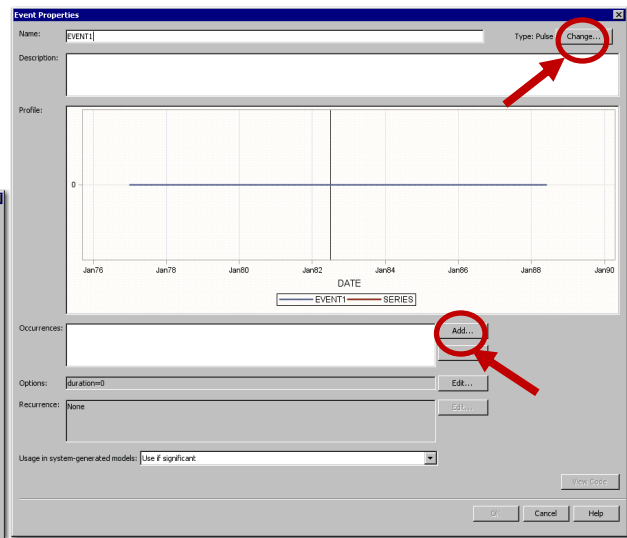 Event Properties
Name: EVENT1 Type: Pulse Change...
Description:
Profile:
0
Jan76 Jan78 Jan80 Jan82 Jan84 Jan86 Jan88 Jan90
DATE
EVENT1 SERIES
Occurrences: Add...
Options: duration=0 Edit...
Recurrence: None Edit...
Usage in system-generated models: Use if significant
View Code
OK Cancel Help